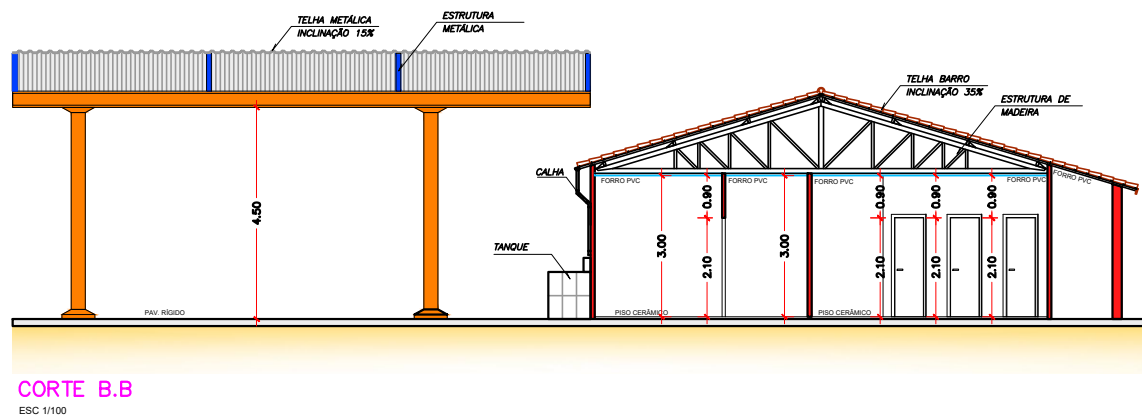 TELHA METÁLICA
INCLINAÇÃO 15%
ESTRUTURA
METÁLICA
TELHA BARRO
INCLINAÇÃO 35%
ESTRUTURA DE
MADEIRA
CALHA
FORRO PVC
FORRO PVC
FORRO PVC
FORRO PVC
FORRO PVC
4.50
3.00
0.90
2.10
3.00
0.90
2.10
0.90
2.10
0.90
2.10
TANQUE
PAV. RÍGIDO
PISO CERÂMICO
PISO CERÂMICO
CORTE B.B
ESC 1/100